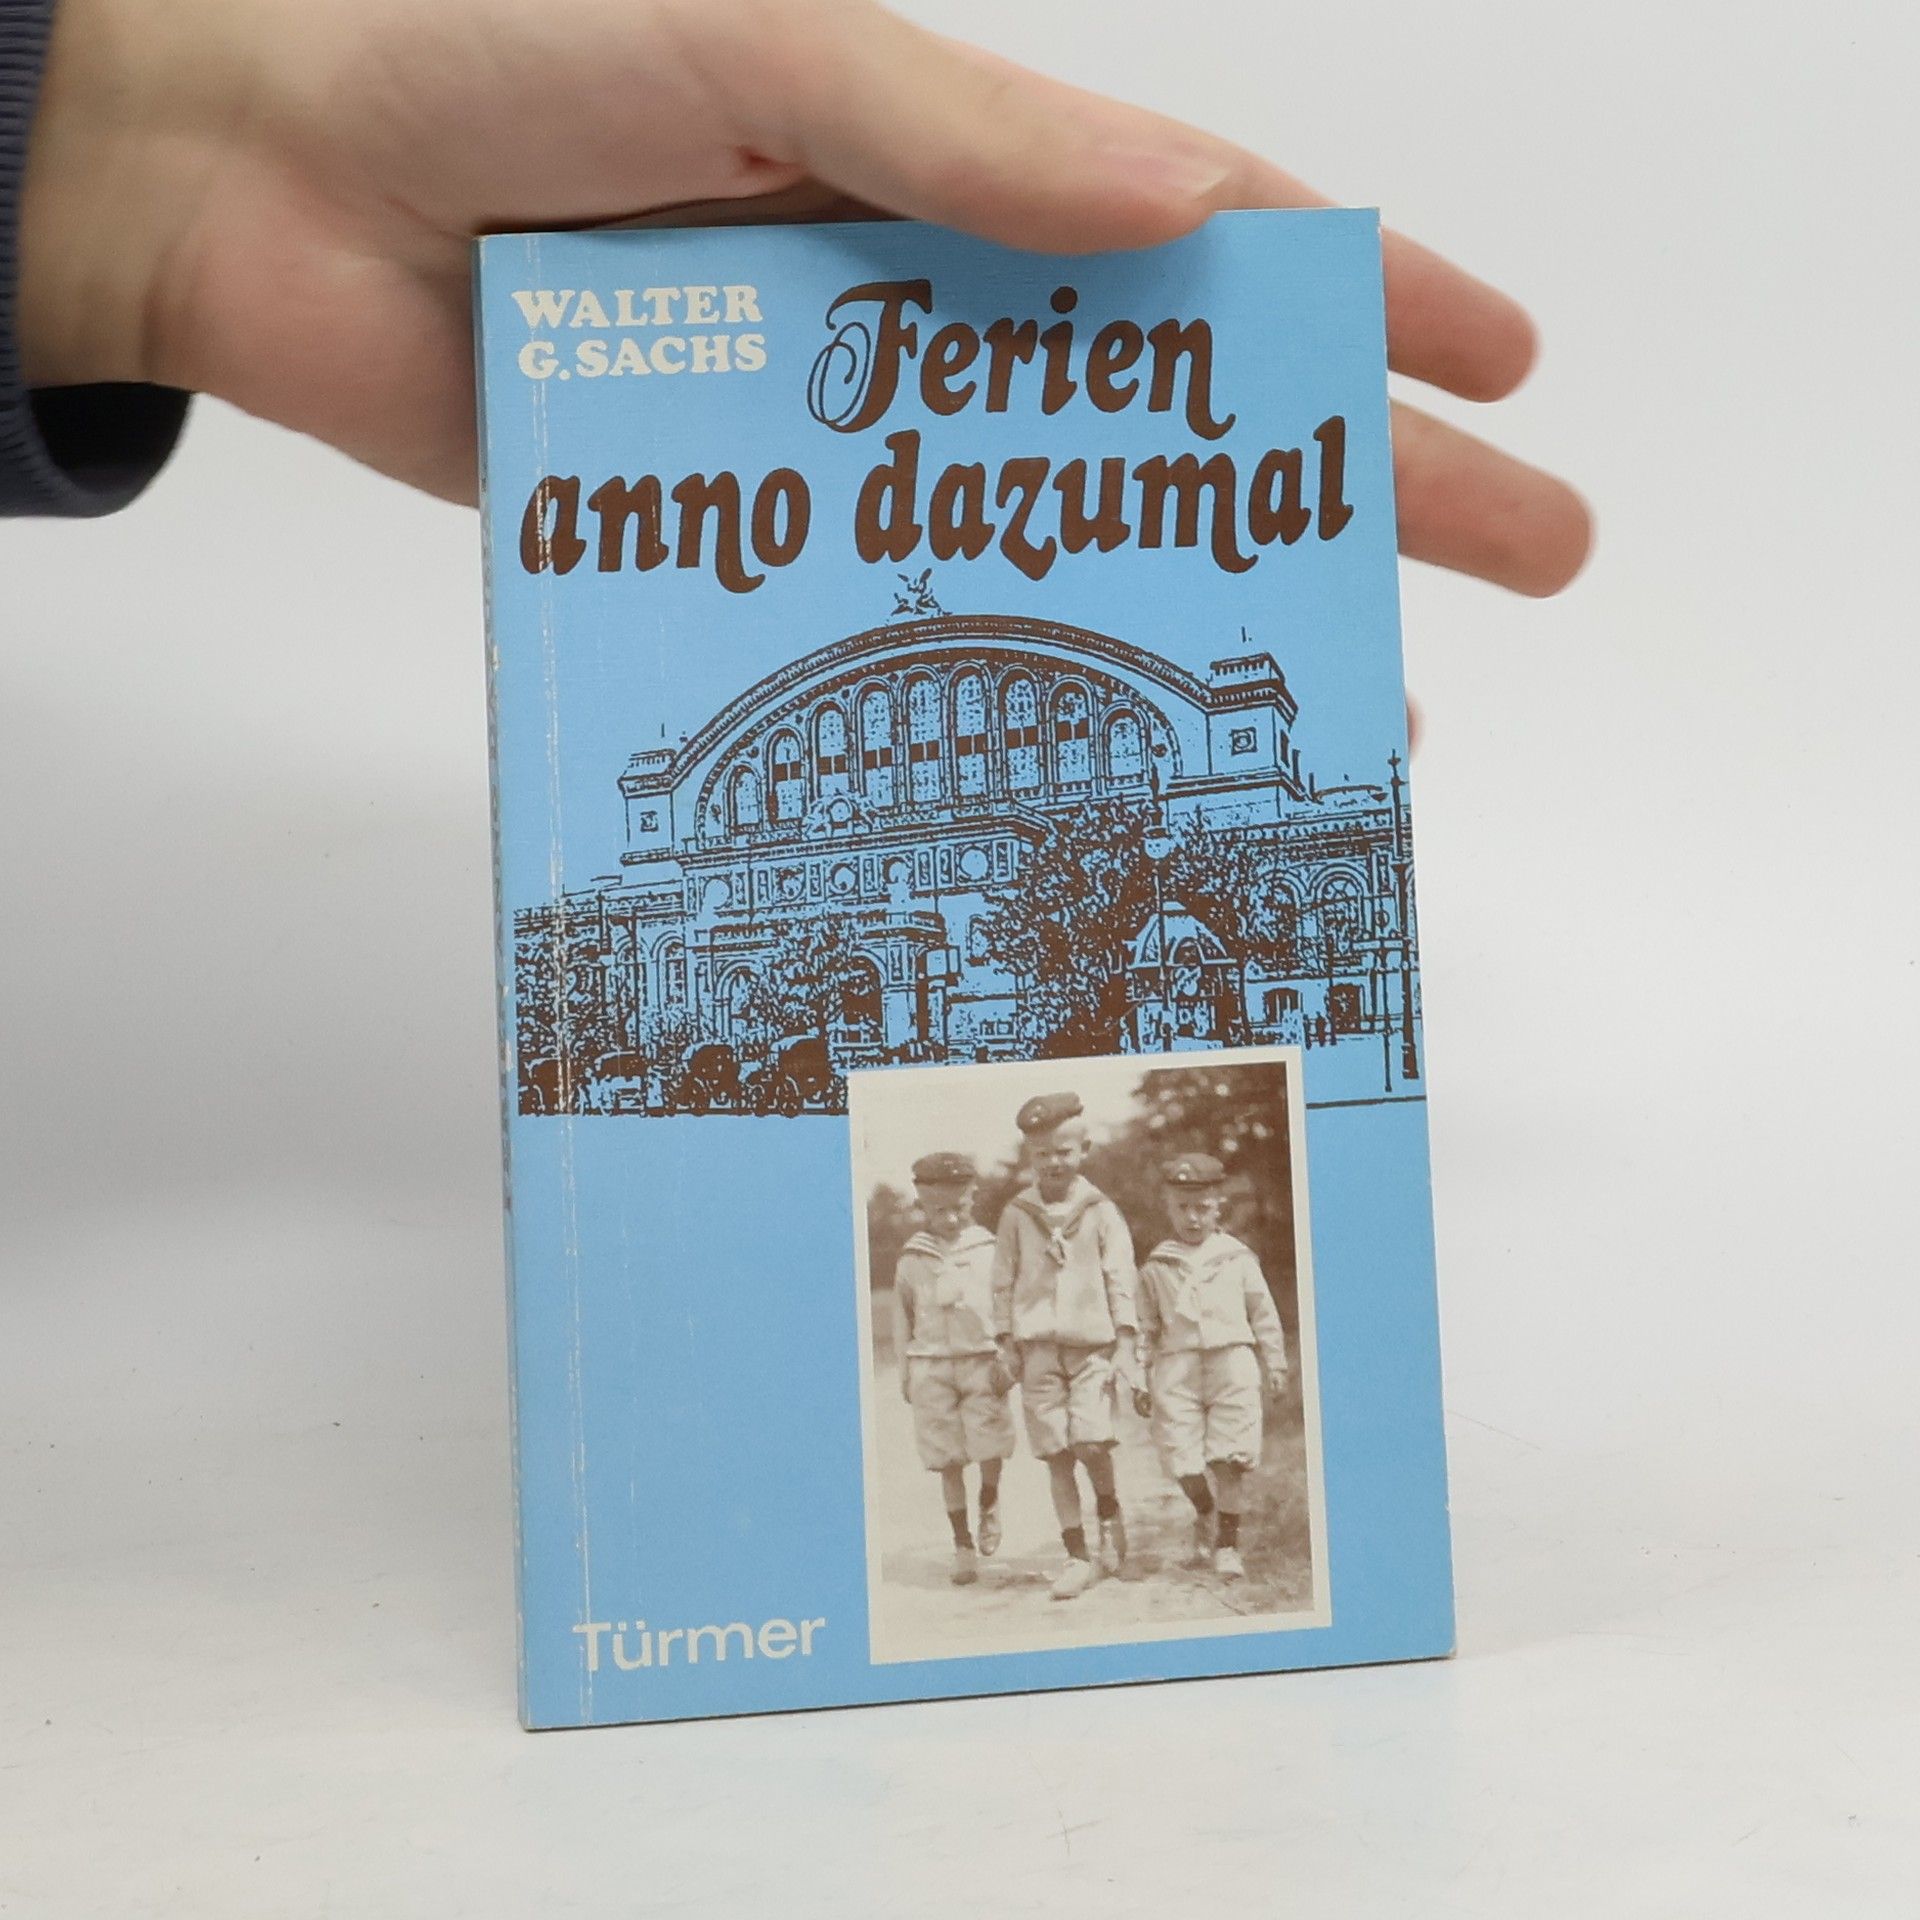 WALTER
G. SACHS
Ferien
anno dazumal
Türmer